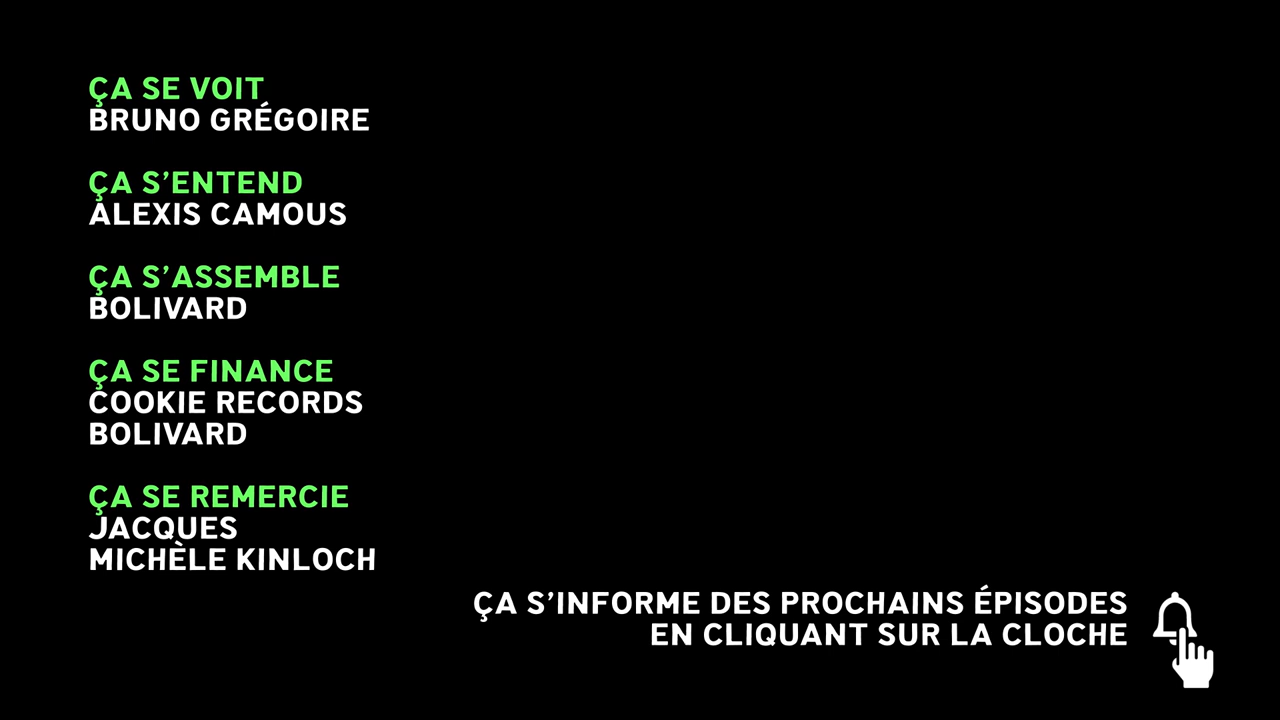 ÇA SE VOIT
BRUNO GRÉGOIRE
ÇA S’ENTEND
ALEXIS CAMOUS
ÇA S’ASSEMBLE
BOLIVARD
ÇA SE FINANCE
COOKIE RECORDS
BOLIVARD
ÇA SE REMERCIE
JACQUES
MICHÈLE KINLOCH
ÇA S’INFORME DES PROCHAINS ÉPISODES
EN CLIQUANT SUR LA CLOCHE